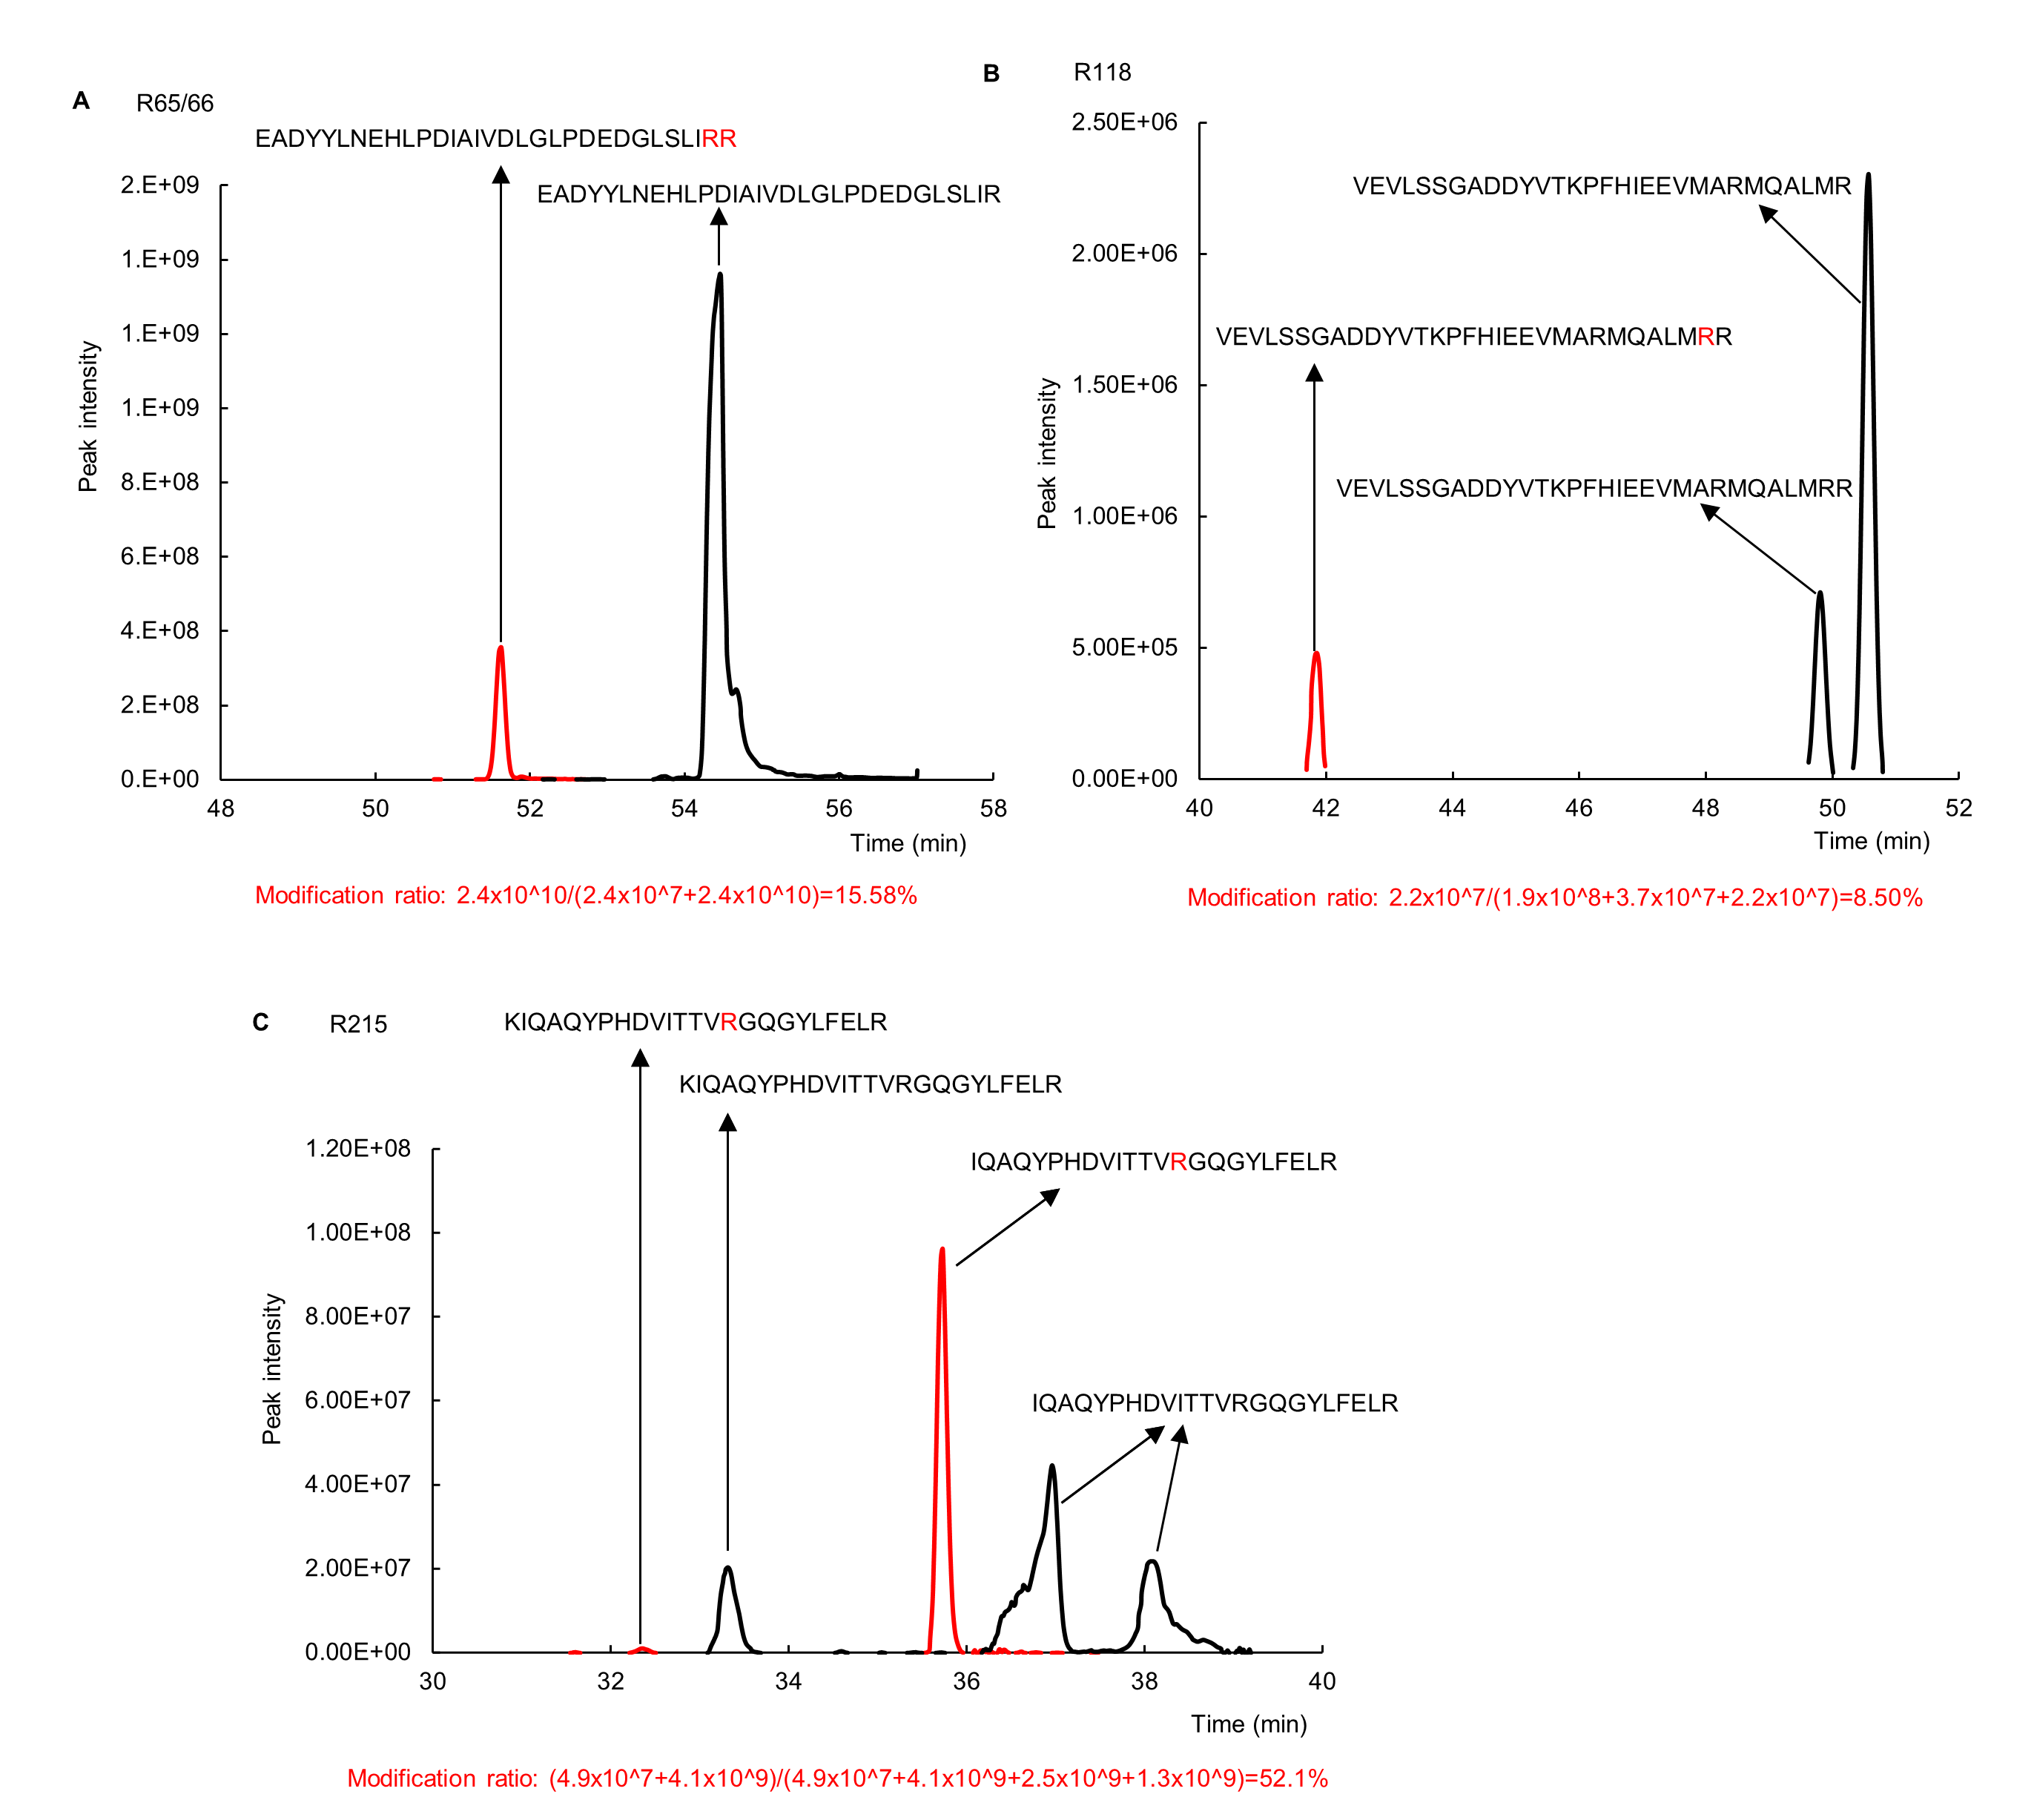 A R65/66
EADYYLNEHLPDIAIVDLGLPDEDGLSLIRR
EADYYLNEHLPDIAIVDLGLPDEDGLSLIR
2.E+09
1.E+09
1.E+09
1.E+09
8.E+08
6.E+08
4.E+08
2.E+08
0.E+00
Peak intensity
48 50 52 54 56 58
Time (min)
Modification ratio: 2.4x10^10/(2.4x10^7+2.4x10^10)=15.58%
B R118
2.50E+06
VEVLSSGADDYVTKPFHIEEVMARMQALMR
2.00E+06
VEVLSSGADDYVTKPFHIEEVMARMQALMRR
1.50E+06
VEVLSSGADDYVTKPFHIEEVMARMQALMRR
1.00E+06
5.00E+05
0.00E+00
Peak intensity
40 42 44 46 48 50 52
Time (min)
Modification ratio: 2.2x10^7/(1.9x10^8+3.7x10^7+2.2x10^7)=8.50%
C R215
KIQAQYPHDVITTVRGQGYLFELR
KIQAQYPHDVITTVRGQGYLFELR
IQAQYPHDVITTVRGQGYLFELR
IQAQYPHDVITTVRGQGYLFELR
1.20E+08
1.00E+08
8.00E+07
6.00E+07
4.00E+07
2.00E+07
0.00E+00
Peak intensity
30 32 34 36 38 40
Time (min)
Modification ratio: (4.9x10^7+4.1x10^9)/(4.9x10^7+4.1x10^9+2.5x10^9+1.3x10^9)=52.1%